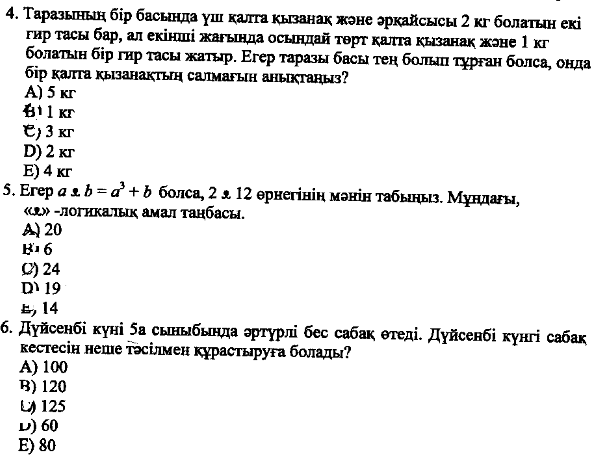 4. Таразының бір басында үш қалта қызанақ және әрқайсысы 2 кг болатын екі
гир тасы бар, ал екінші жағында осындай төрт қалта қызанақ және 1 кг
болатын бір гир тасы жатыр. Егер таразы басы тең болып тұрған болса, онда
бір қалта қызанақтың салмағын анықтаңыз?
A) 5 кг
B) 1 кг
C) 3 кг
D) 2 кг
E) 4 кг
5. Егер a ѧ b = a³ + b болса, 2 ѧ 12 өрнегінің мәнін табыңыз. Мұндағы,
«ѧ» -логикалық амал таңбасы.
A) 20
B) 6
C) 24
D) 19
E) 14
6. Дүйсенбі күні 5а сыныбында әртүрлі бес сабақ өтеді. Дүйсенбі күнгі сабақ
кестесін неше тәсілмен құрастыруға болады?
A) 100
B) 120
C) 125
D) 60
E) 80